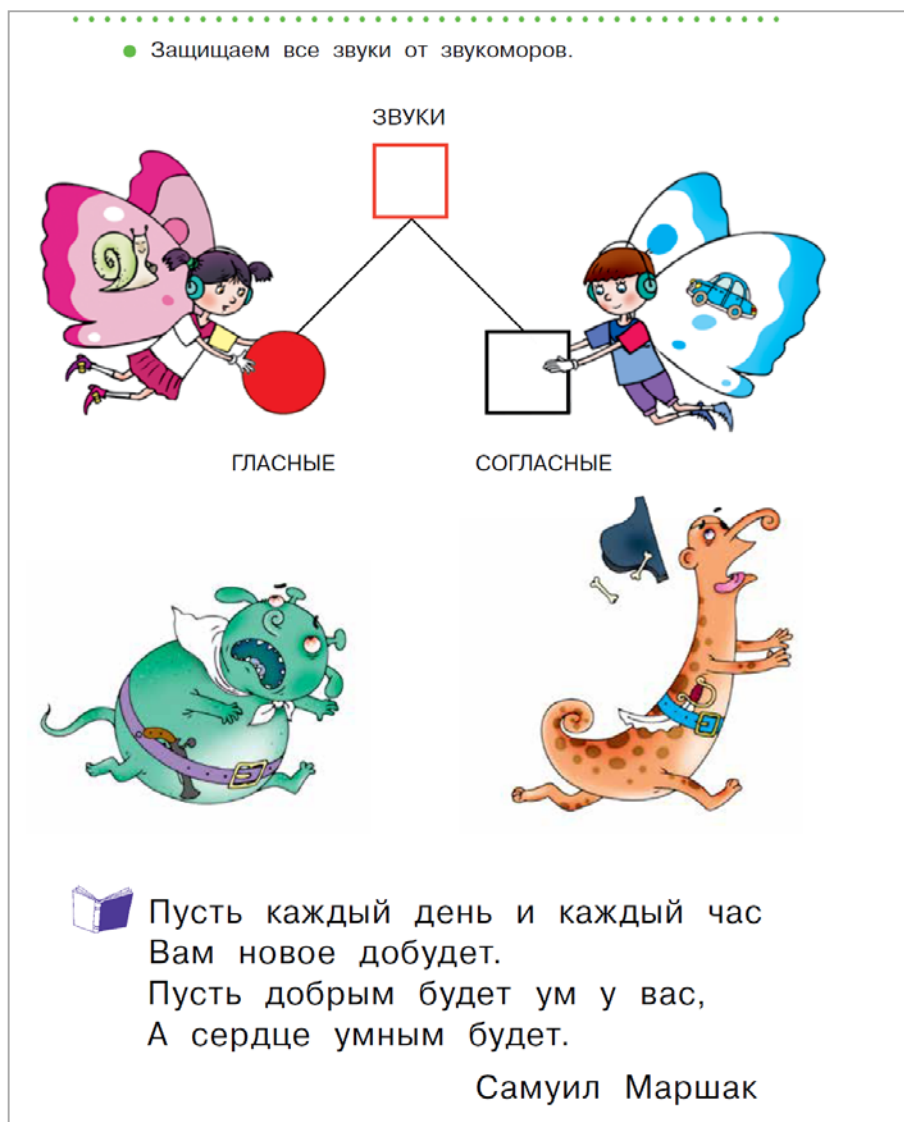 Защищаем все звуки от звукоморов.
ЗВУКИ
ГЛАСНЫЕ СОГЛАСНЫЕ
Пусть каждый день и каждый час
Вам новое добудет.
Пусть добрым будет ум у вас,
А сердце умным будет.
Самуил Маршак